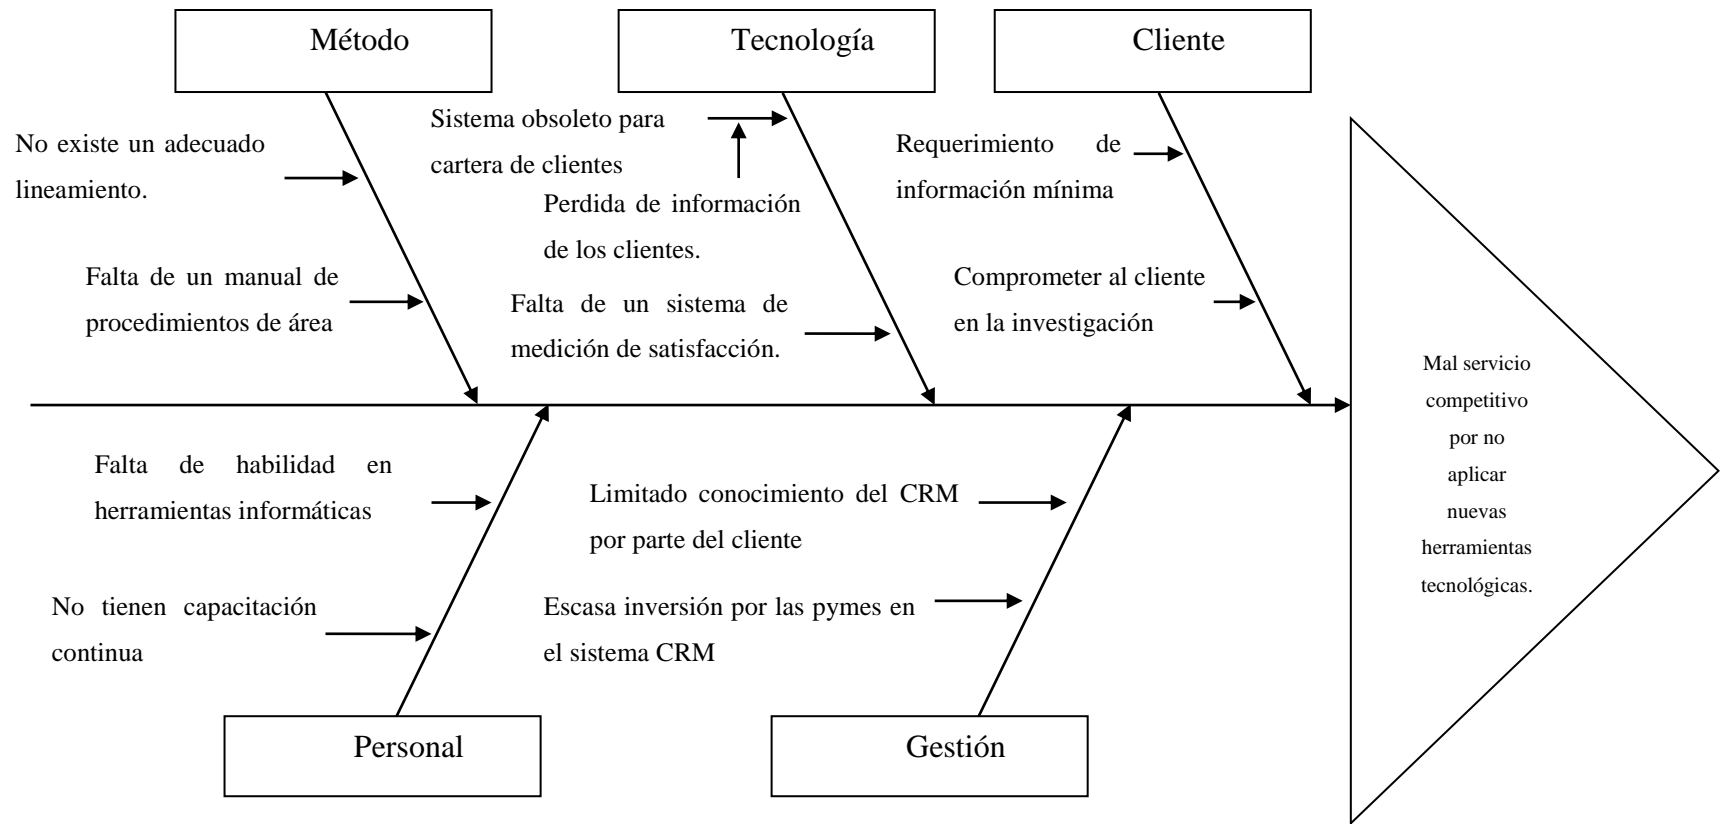 Método
Tecnología
Cliente
No existe un adecuado
lineamiento.
Falta de un manual de
procedimientos de área
Sistema obsoleto para
cartera de clientes
Perdida de información
de los clientes.
Falta de un sistema de
medición de satisfacción.
Requerimiento de
información mínima
Comprometer al cliente
en la investigación
Mal servicio
competitivo
por no
aplicar
nuevas
herramientas
tecnológicas.
Falta de habilidad en
herramientas informáticas
No tienen capacitación
continua
Limitado conocimiento del CRM
por parte del cliente
Escasa inversión por las pymes en
el sistema CRM
Personal
Gestión